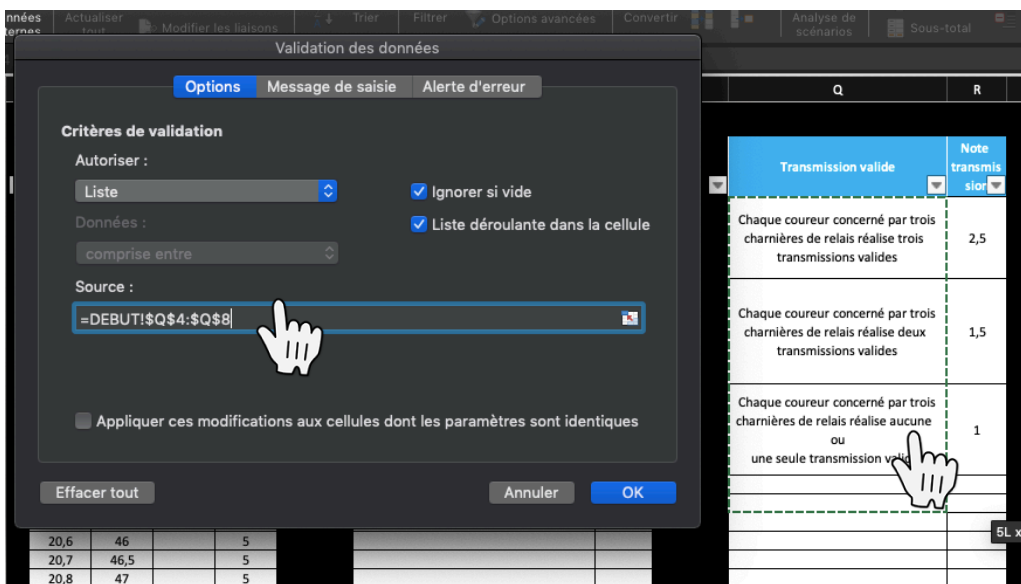 nnées
ternes
Actualiser
tout
Modifier les liaisons
Trier
Filtrer
Options avancées
Convertir
Analyse de
scénarios
Sous-total
Validation des données
Options
Message de saisie
Alerte d'erreur
Critères de validation
Autoriser :
Liste
Ignorer si vide
Données :
Liste déroulante dans la cellule
comprise entre
Source :
=DEBUT!$Q$4:$Q$8
Appliquer ces modifications aux cellules dont les paramètres sont identiques
Effacer tout
Annuler
OK
Q
R
Transmission valide
Note
transmis
sion
Chaque coureur concerné par trois
charnières de relais réalise trois
transmissions valides
2,5
Chaque coureur concerné par trois
charnières de relais réalise deux
transmissions valides
1,5
Chaque coureur concerné par trois
charnières de relais réalise aucune
ou
une seule transmission
1
5L x
20,6 46 5
20,7 46,5 5
20,8 47 5